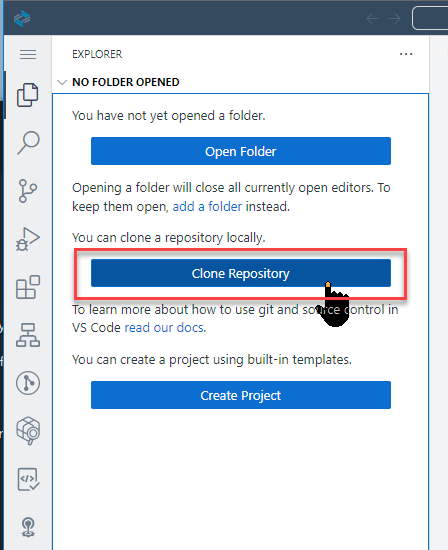 EXPLORER
NO FOLDER OPENED
You have not yet opened a folder.
Open Folder
Opening a folder will close all currently open editors. To
keep them open, add a folder instead.
You can clone a repository locally.
Clone Repository
To learn more about how to use git and source control in
VS Code read our docs.
You can create a project using built-in templates.
Create Project